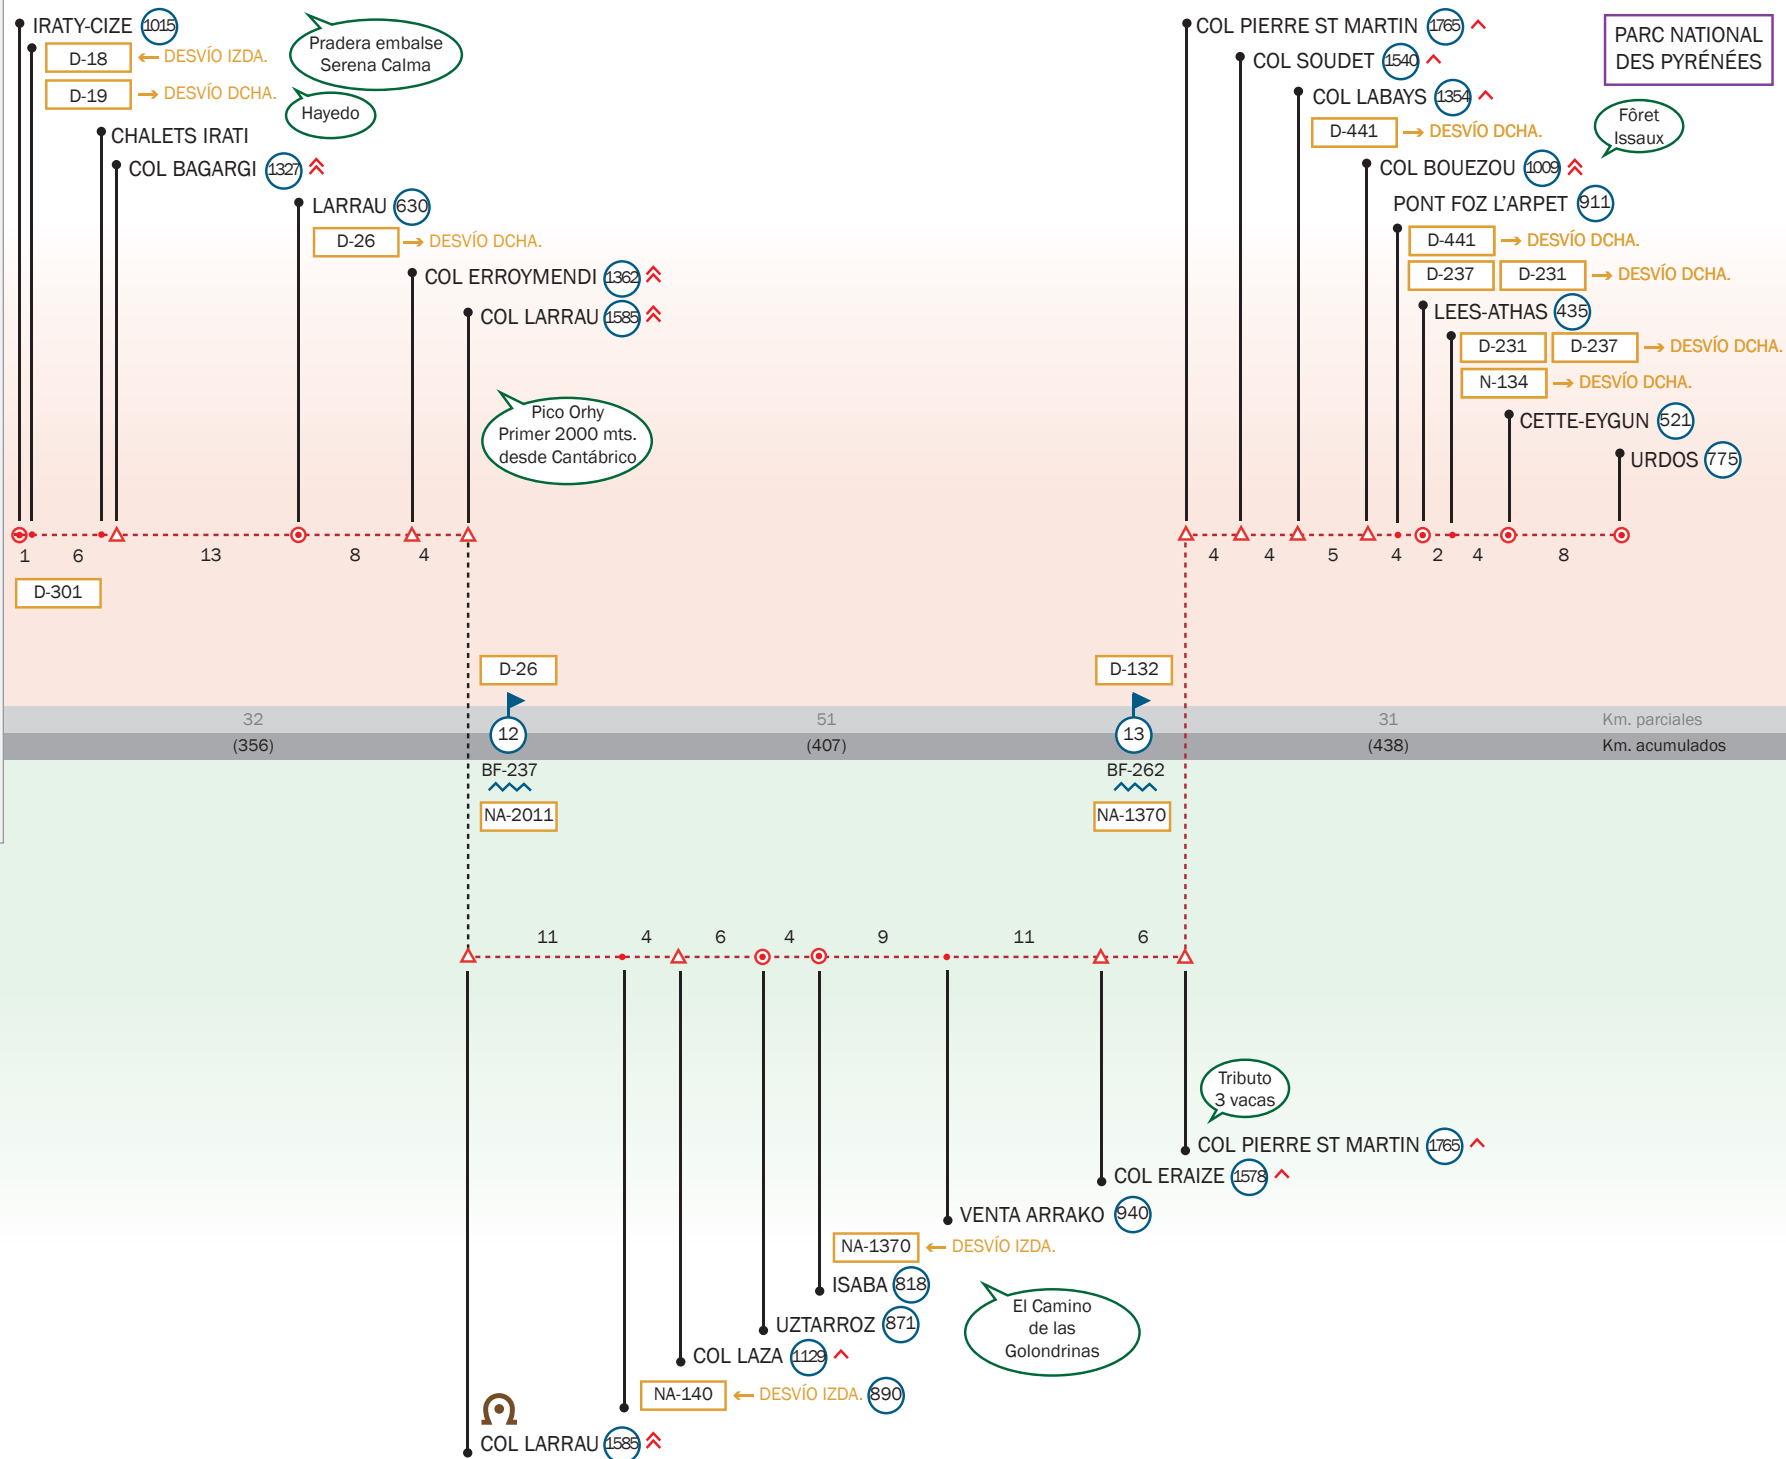 IRATY-CIZE 1015
D-18 DESVÍO IZDA.
D-19 DESVÍO DCHA.
Pradera embalse
Serena Calma
Hayedo
CHALETS IRATI
COL BAGARGI 1327
LARRAU 630
D-26 DESVÍO DCHA.
COL ERROYMENDI 1362
COL LARRAU 1585
Pico Orhy
Primer 2000 mts.
desde Cantábrico
1 6 13 8 4
D-301
COL PIERRE ST MARTIN 1765
COL SOUDET 1540
COL LABAYS 1354
D-441 DESVÍO DCHA.
PARC NATIONAL
DES PYRÉNÉES
Fôret
Issaux
COL BOUEZOU 1009
PONT FOZ L'ARPET 911
D-441 DESVÍO DCHA.
D-237 D-231 DESVÍO DCHA.
LEES-ATHAS 435
D-231 D-237 DESVÍO DCHA.
N-134 DESVÍO DCHA.
CETTE-EYGUN 521
URDOS 775
4 4 5 4 2 4 8
D-26
D-132
32 51 31 Km. parciales
12 13
(356) (407) (438) Km. acumulados
BF-237
BF-262
NA-2011
NA-1370
11 4 6 4 9 11 6
Tributo
3 vacas
COL PIERRE ST MARTIN 1765
COL ERAIZE 1578
VENTA ARRAKO 940
NA-1370 DESVÍO IZDA.
ISABA 818
El Camino
de las
Golondrinas
UZTARROZ 871
COL LAZA 1129
NA-140 DESVÍO IZDA. 890
COL LARRAU 1585